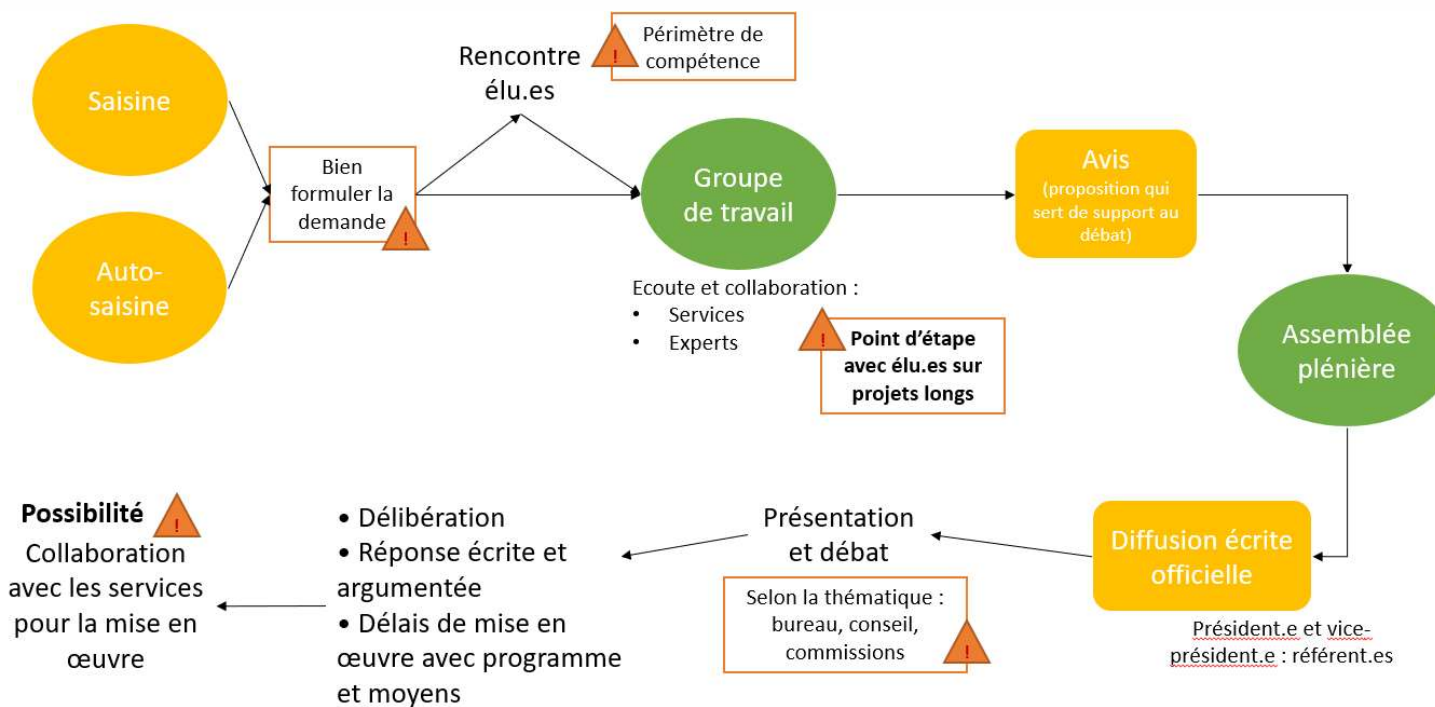 Saisine
Auto-
saisine
Bien
formuler la
demande
!
Rencontre
élu.es
!
Périmètre de
compétence
Groupe
de travail
Ecoute et collaboration :
• Services
• Experts
!
Point d'étape
avec élu.es sur
projets longs
Avis
(proposition qui
sert de support au
débat)
Assemblée
plénière
Diffusion écrite
officielle
Président.e et vice-
président.e : référent.es
Présentation
et débat
Selon la thématique :
bureau, conseil,
commissions
!
• Délibération
• Réponse écrite et
argumentée
• Délais de mise en
œuvre avec programme
et moyens
Possibilité
!
Collaboration
avec les services
pour la mise en
œuvre